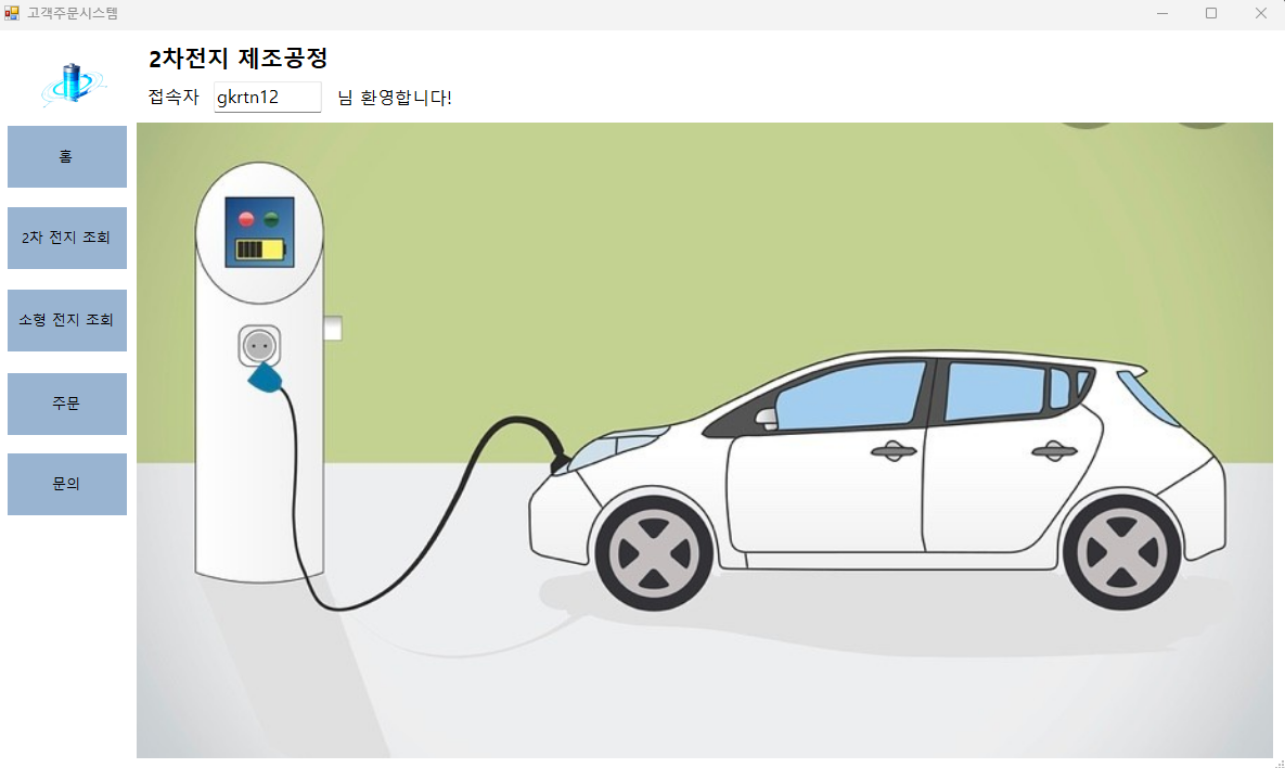 고객주문시스템
2차전지 제조공정
접속자 gkrtn12 님 환영합니다!
홈
2차 전지 조회
소형 전지 조회
주문
문의